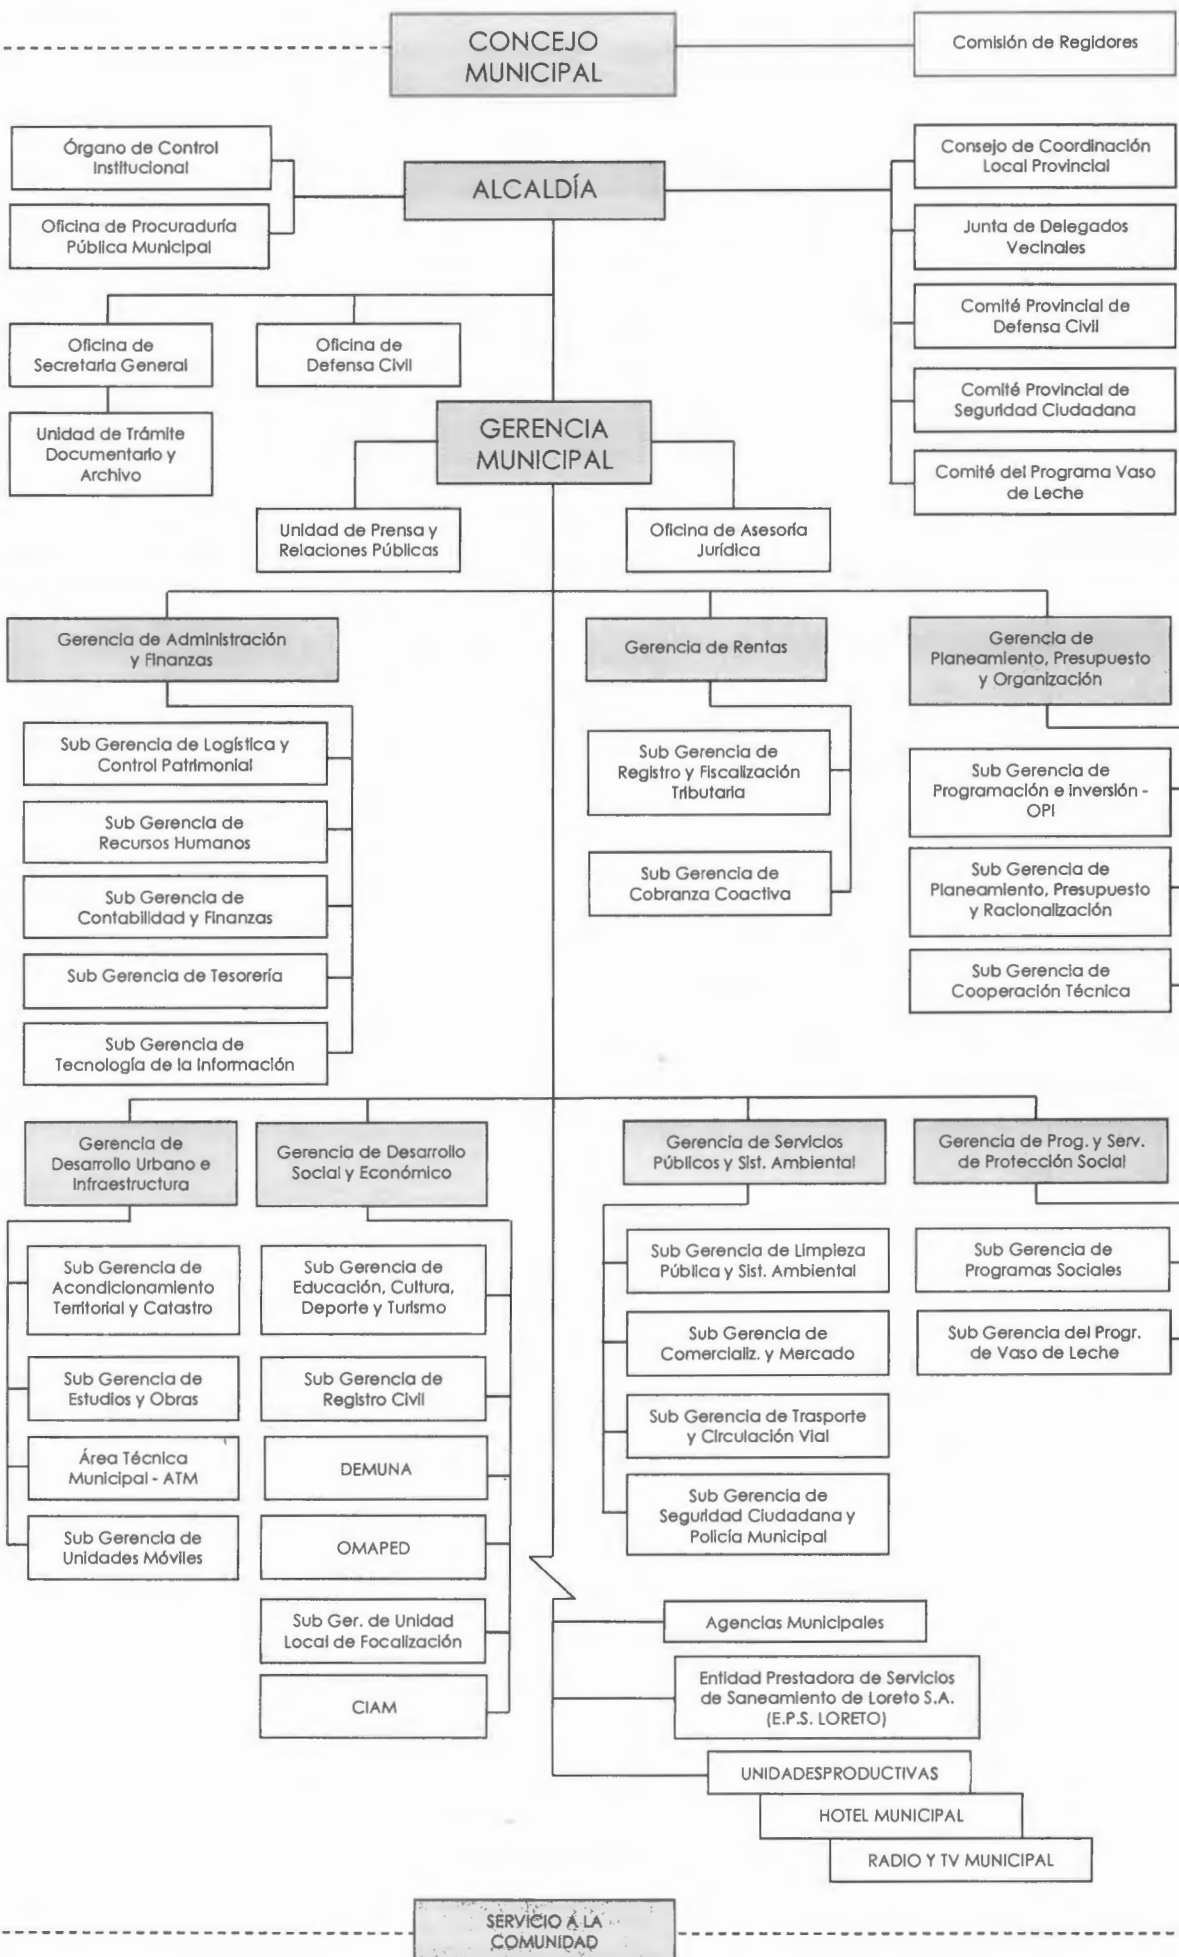 CONCEJO
MUNICIPAL
Comisión de Regidores
Órgano de Control
Institucional
ALCALDÍA
Consejo de Coordinación
Local Provincial
Oficina de Procuraduría
Pública Municipal
Junta de Delegados
Vecinales
Oficina de
Secretaria General
Oficina de
Defensa Civil
Comité Provincial de
Defensa Civil
Unidad de Trámite
Documentario y
Archivo
GERENCIA
MUNICIPAL
Comité Provincial de
Seguridad Ciudadana
Comité del Programa Vaso
de Leche
Unidad de Prensa y
Relaciones Públicas
Oficina de Asesoría
Jurídica
Gerencia de Administración
y Finanzas
Gerencia de Rentas
Gerencia de
Planeamiento, Presupuesto
y Organización
Sub Gerencia de Logística y
Control Patrimonial
Sub Gerencia de
Recursos Humanos
Sub Gerencia de
Contabilidad y Finanzas
Sub Gerencia de Tesorería
Sub Gerencia de
Tecnología de la Información
Sub Gerencia de
Registro y Fiscalización
Tributaria
Sub Gerencia de
Cobranza Coactiva
Sub Gerencia de
Programación e inversión -
OPI
Sub Gerencia de
Planeamiento, Presupuesto
y Racionalización
Sub Gerencia de
Cooperación Técnica
Gerencia de
Desarrollo Urbano e
Infraestructura
Gerencia de Desarrollo
Social y Económico
Gerencia de Servicios
Públicos y Sist. Ambiental
Gerencia de Prog. y Serv.
de Protección Social
Sub Gerencia de
Acondicionamiento
Territorial y Catastro
Sub Gerencia de
Estudios y Obras
Área Técnica
Municipal - ATM
Sub Gerencia de
Unidades Móviles
Sub Gerencia de
Educación, Cultura,
Deporte y Turismo
Sub Gerencia de
Registro Civil
DEMUNA
OMAPED
Sub Ger. de Unidad
Local de Focalización
CIAM
Sub Gerencia de Limpieza
Pública y Sist. Ambiental
Sub Gerencia de
Comercializ. y Mercado
Sub Gerencia de Trasporte
y Circulación Vial
Sub Gerencia de
Seguridad Ciudadana y
Policía Municipal
Sub Gerencia de
Programas Sociales
Sub Gerencia del Progr.
de Vaso de Leche
Agencias Municipales
Entidad Prestadora de Servicios
de Saneamiento de Loreto S.A.
(E.P.S. LORETO)
UNIDADESPRODUCTIVAS
HOTEL MUNICIPAL
RADIO Y TV MUNICIPAL
SERVICIO A LA
COMUNIDAD